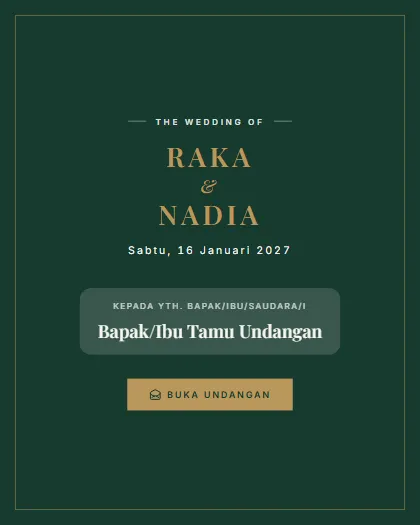 THE WEDDING OF
RAKA
&
NADIA
Sabtu, 16 Januari 2027
KEPADA YTH. BAPAK/IBU/SAUDARA/I
Bapak/Ibu Tamu Undangan
BUKA UNDANGAN